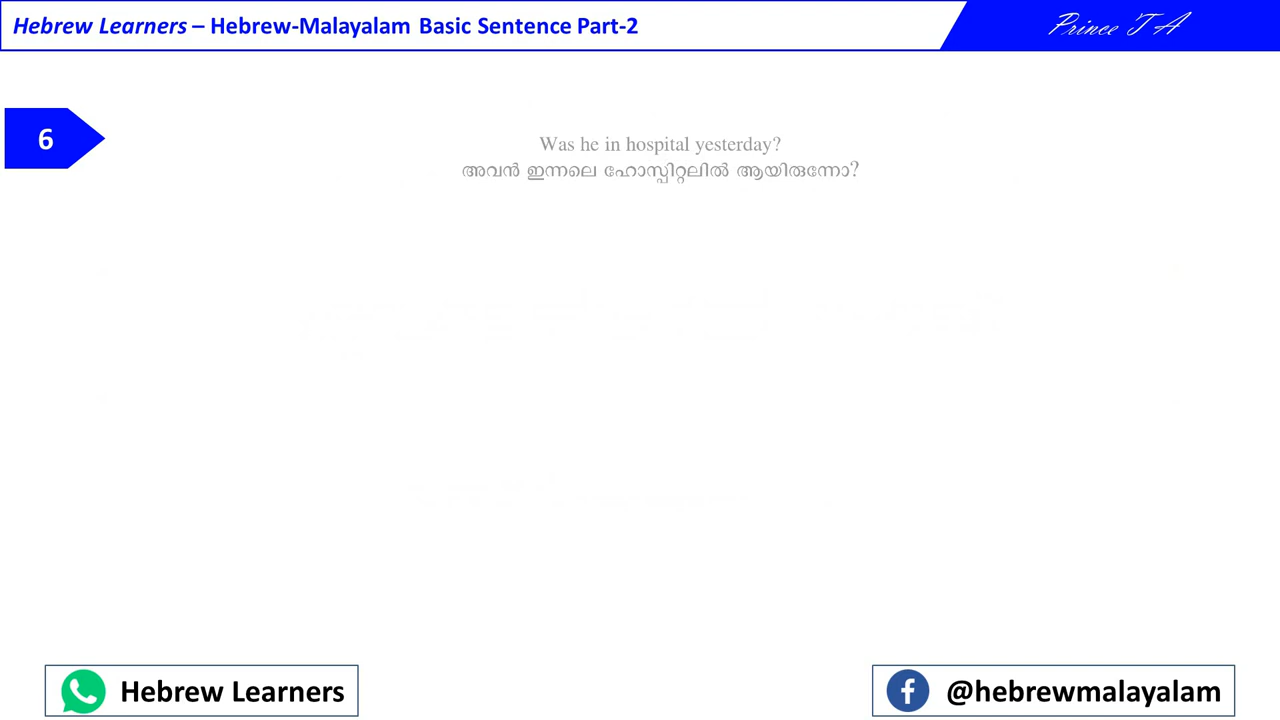 Hebrew Learners – Hebrew-Malayalam Basic Sentence Part-2
Prince T A
6
Was he in hospital yesterday?
അവൻ ഇന്നലെ ഹോസ്പിറ്റലിൽ ആയിരുന്നോ?
Hebrew Learners
@hebrewmalayalam